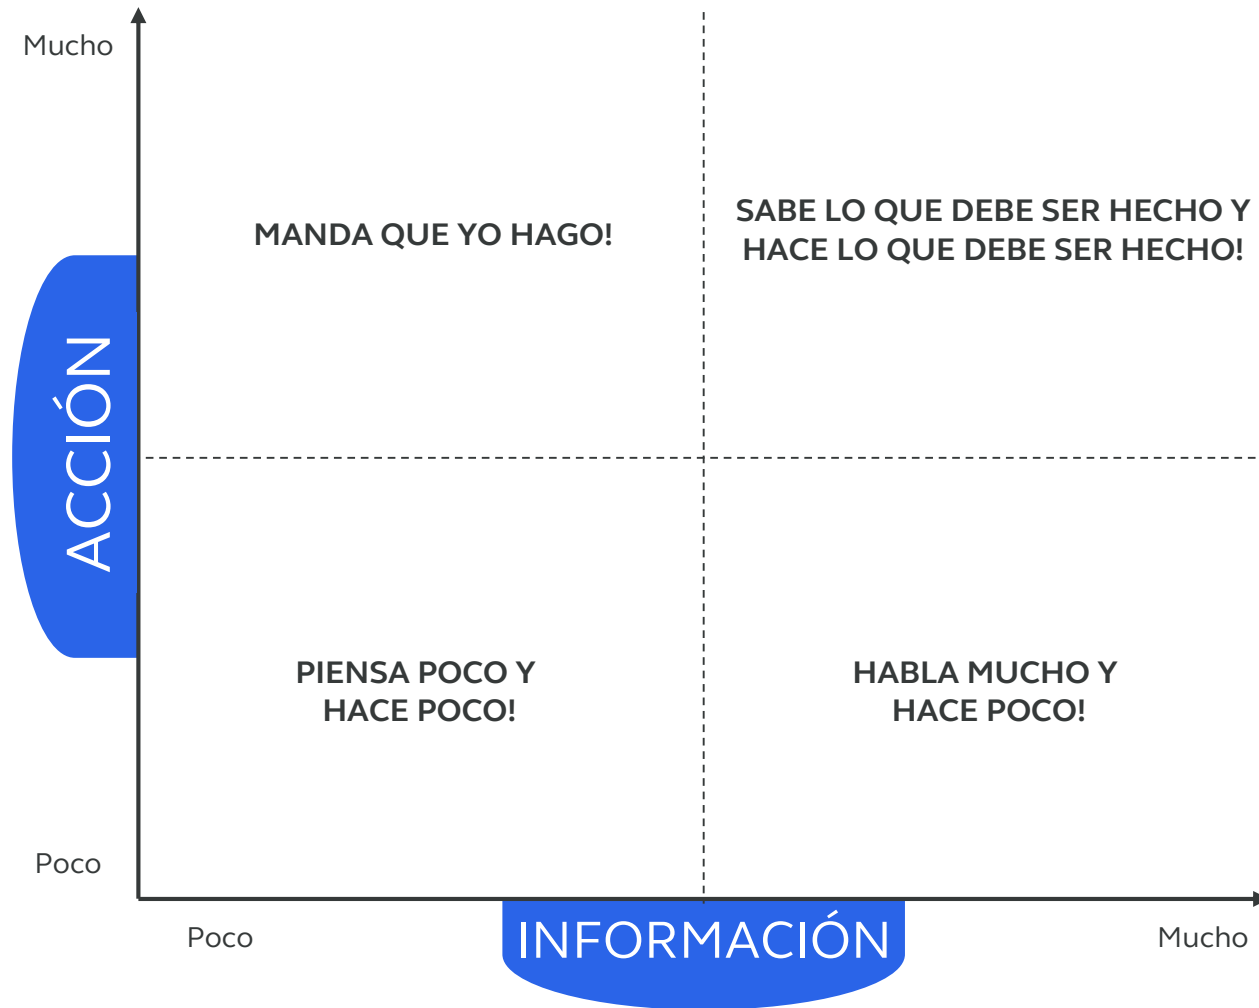 Mucho
MANDA QUE YO HAGO!
SABE LO QUE DEBE SER HECHO Y
HACE LO QUE DEBE SER HECHO!
ACCIÓN
PIENSA POCO Y
HACE POCO!
HABLA MUCHO Y
HACE POCO!
Poco
Poco
INFORMACIÓN
Mucho